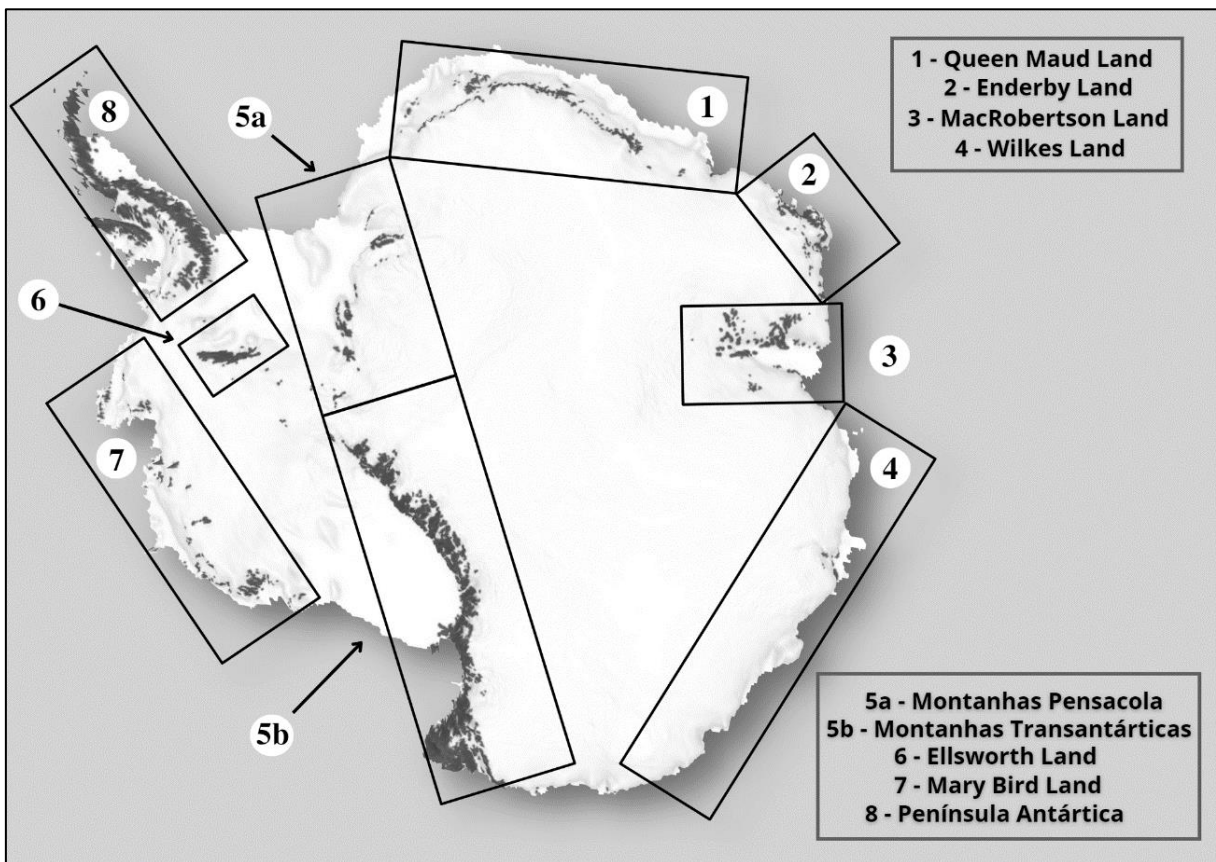 1 - Queen Maud Land
2 - Enderby Land
3 - MacRobertson Land
4 - Wilkes Land
1
8
5a
2
6
3
7
4
5b
5a - Montanhas Pensacola
5b - Montanhas Transantárticas
6 - Ellsworth Land
7 - Mary Bird Land
8 - Península Antártica